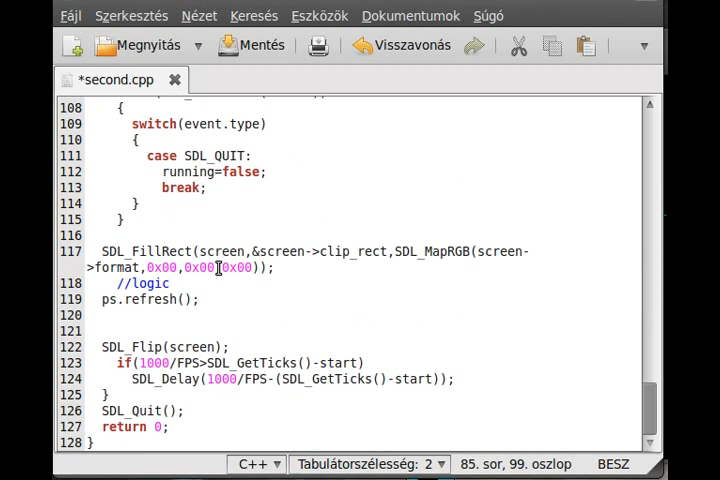 Fájl Szerkesztés Nézet Keresés Eszközök Dokumentumok Súgó
Megnyitás Mentés Visszavonás
*second.cpp
108 {
109 switch(event.type)
110 {
111 case SDL_QUIT:
112 running=false;
113 break;
114 }
115 }
116
117 SDL_FillRect(screen,&screen->clip_rect,SDL_MapRGB(screen-
>format,0x00,0x00,0x00));
118 //logic
119 ps.refresh();
120
121
122 SDL_Flip(screen);
123 if(1000/FPS>SDL_GetTicks()-start)
124 SDL_Delay(1000/FPS-(SDL_GetTicks()-start));
125 }
126 SDL_Quit();
127 return 0;
128 }
C++ Tabulátorszélesség: 2 85. sor, 99. oszlop BESZ